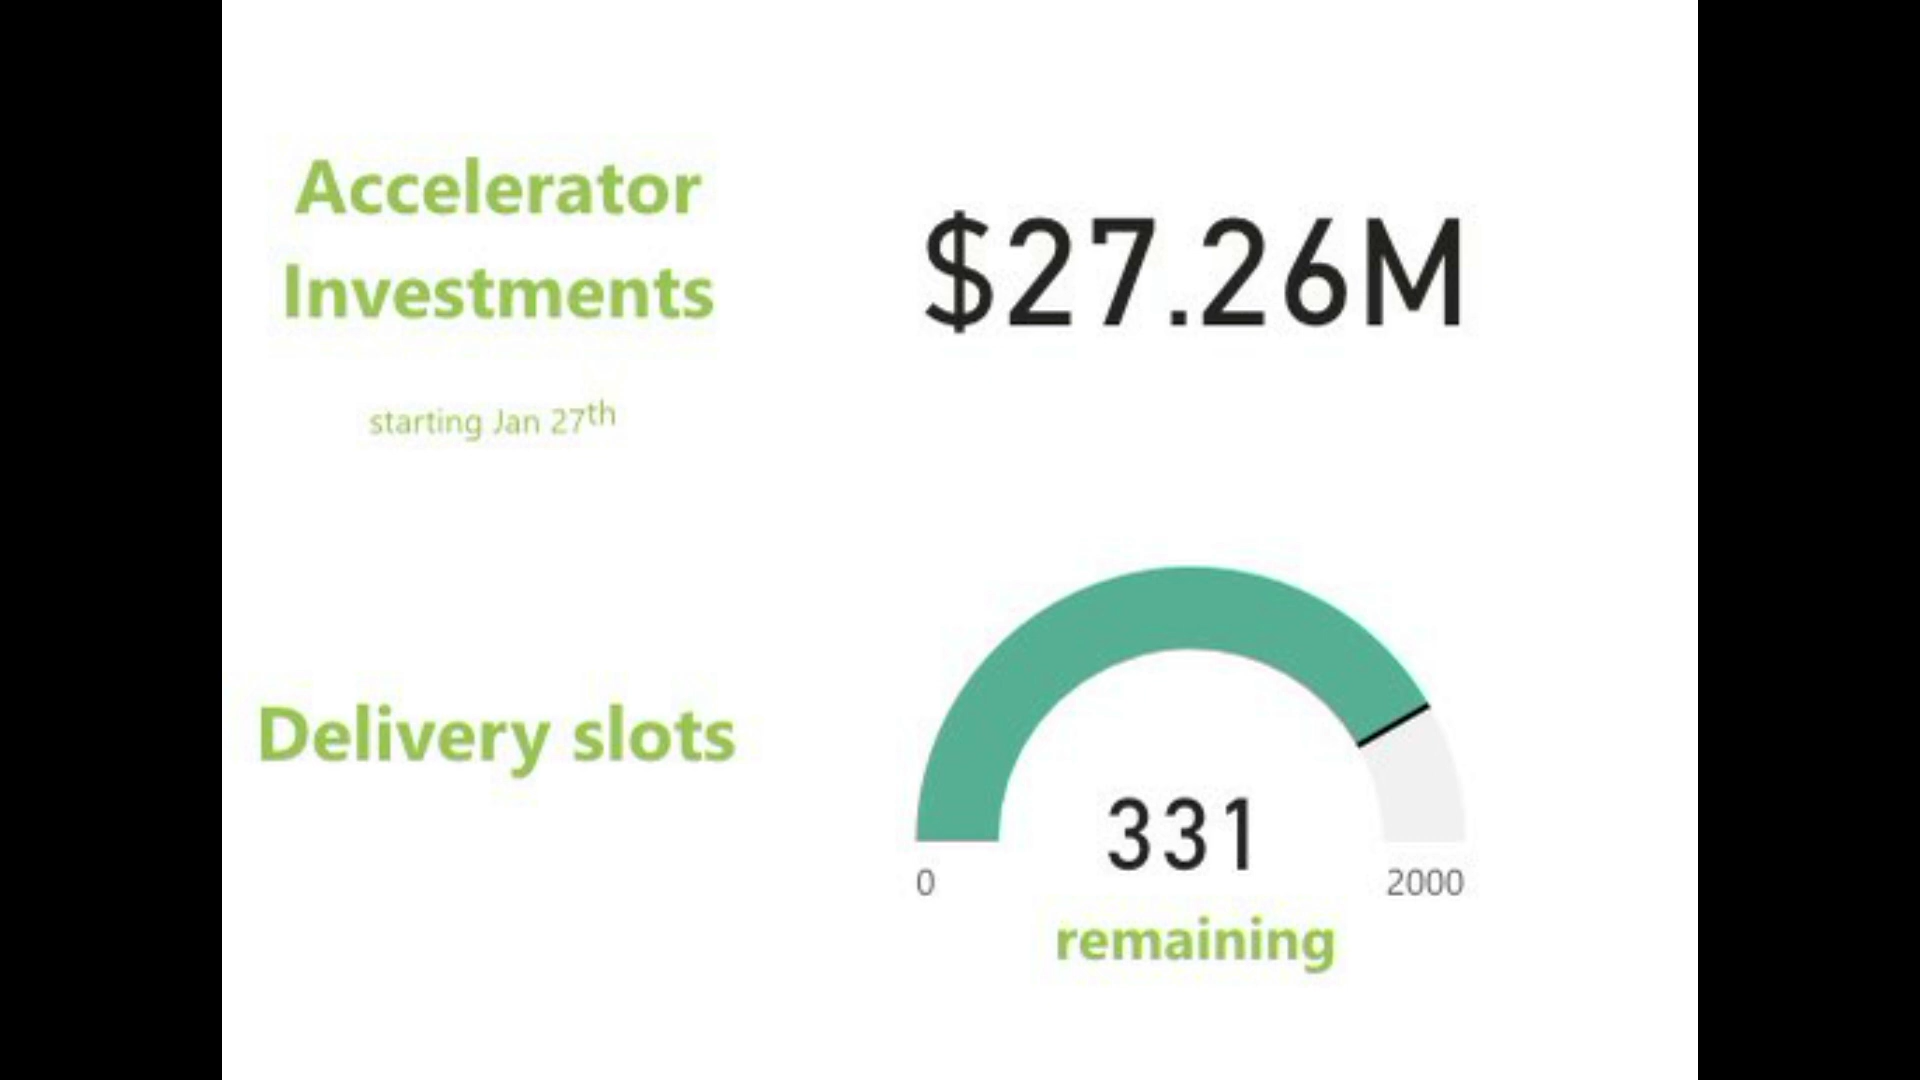 Accelerator
Investments
$27.26M
starting Jan 27th
Delivery slots
331
0
2000
remaining